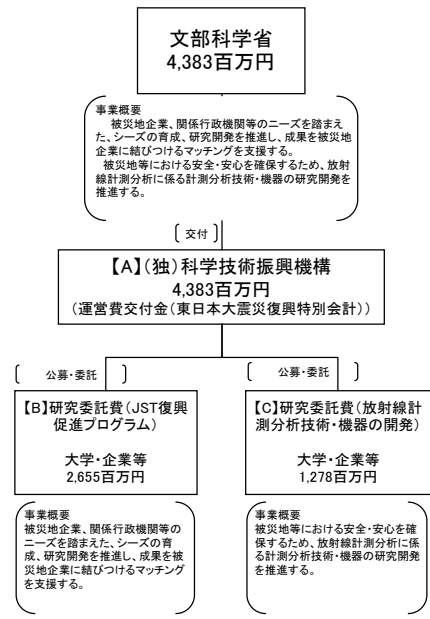 文部科学省
4,383百万円
事業概要
被災地企業、関係行政機関等のニーズを踏まえ
た、シーズの育成、研究開発を推進し、成果を被災地
企業に結びつけるマッチングを支援する。
被災地等における安全・安心を確保するため、放射
線計測分析に係る計測分析技術・機器の研究開発を
推進する。
〔 交付 〕
【A】（独）科学技術振興機構
4,383百万円
（運営費交付金（東日本大震災復興特別会計））
〔 公募・委託 〕
【B】研究委託費（JST復興
促進プログラム）
大学・企業等
2,655百万円
事業概要
被災地企業、関係行政機関等の
ニーズを踏まえた、シーズの育
成、研究開発を推進し、成果を被
災地企業に結びつけるマッチング
を支援する。
〔 公募・委託 〕
【C】研究委託費（放射線計
測分析技術・機器の開発）
大学・企業等
1,278百万円
事業概要
被災地等における安全・安心を確
保するため、放射線計測分析に係
る計測分析技術・機器の研究開発
を推進する。